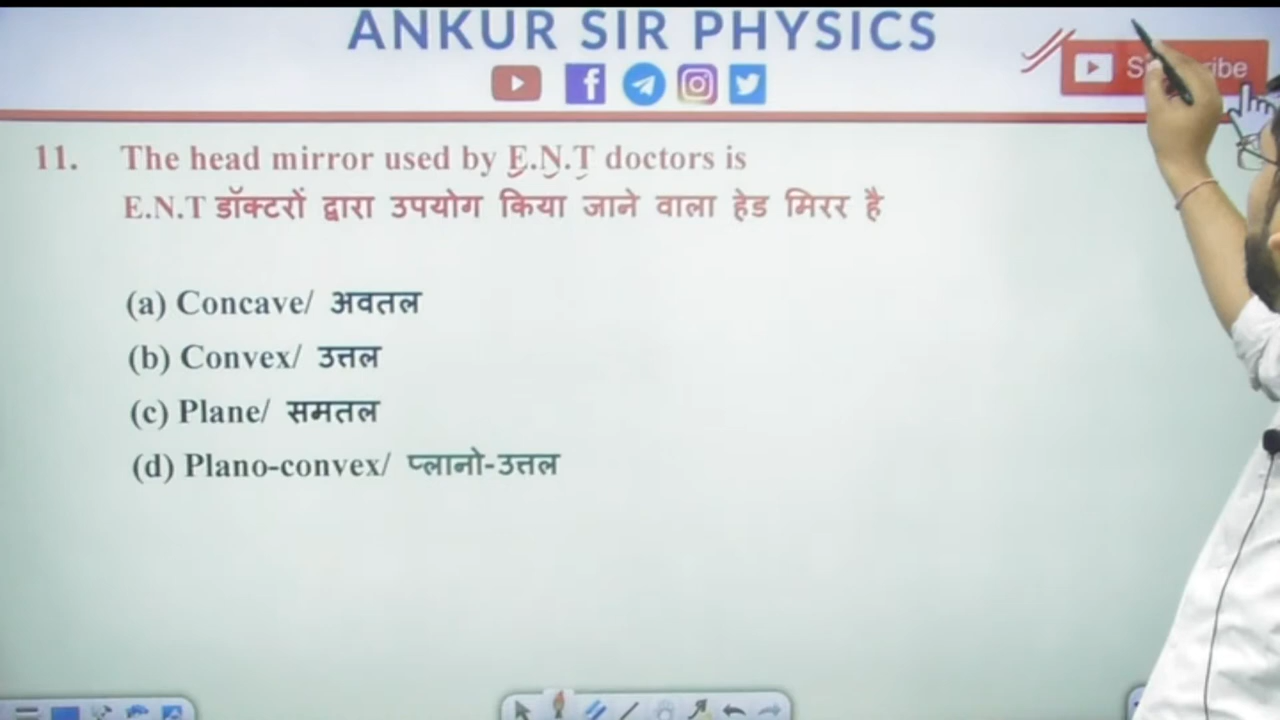 ANKUR SIR PHYSICS
11. The head mirror used by E.N.T doctors is
E.N.T डॉक्टरों द्वारा उपयोग किया जाने वाला हेड मिरर है
(a) Concave/ अवतल
(b) Convex/ उत्तल
(c) Plane/ समतल
(d) Plano-convex/ प्लानो-उत्तल